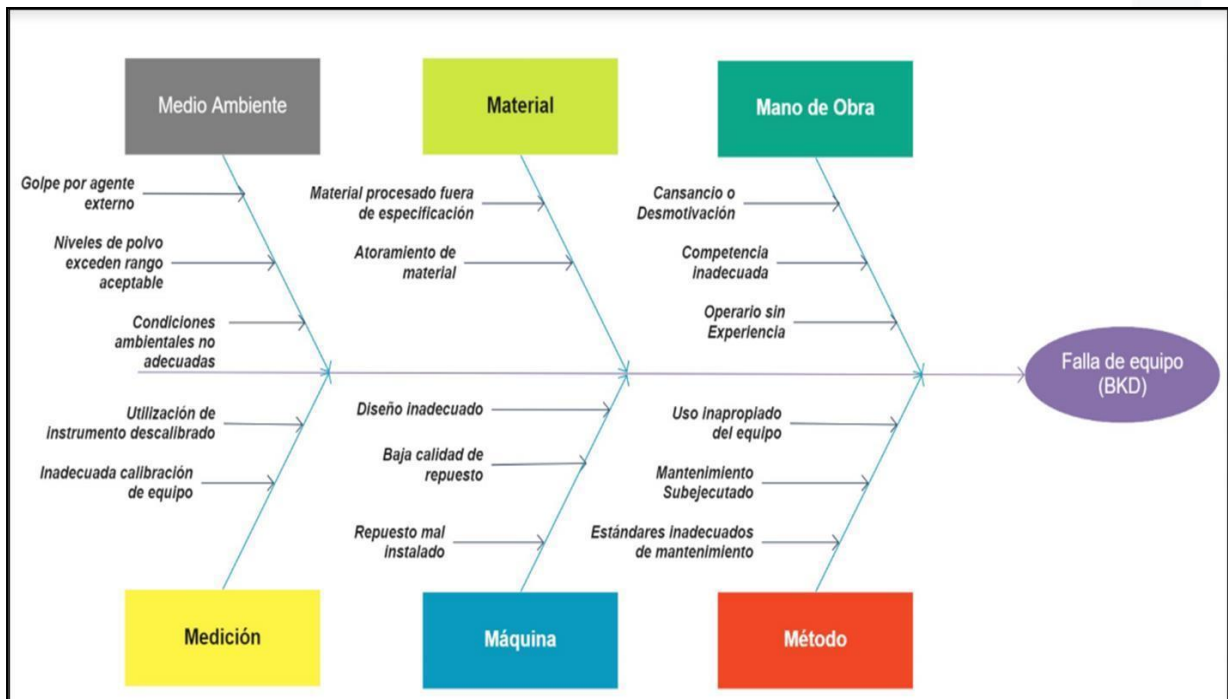 Medio Ambiente
Material
Mano de Obra
Golpe por agente
externo
Niveles de polvo
exceden rango
aceptable
Condiciones
ambientales no
adecuadas
Material procesado fuera
de especificación
Atoramiento de
material
Cansancio o
Desmotivación
Competencia
inadecuada
Operario sin
Experiencia
Falla de equipo
(BKD)
Utilización de
instrumento descalibrado
Inadecuada calibración
de equipo
Diseño inadecuado
Baja calidad de
repuesto
Repuesto mal
instalado
Uso inapropiado
del equipo
Mantenimiento
Subejecutado
Estándares inadecuados
de mantenimiento
Medición
Máquina
Método